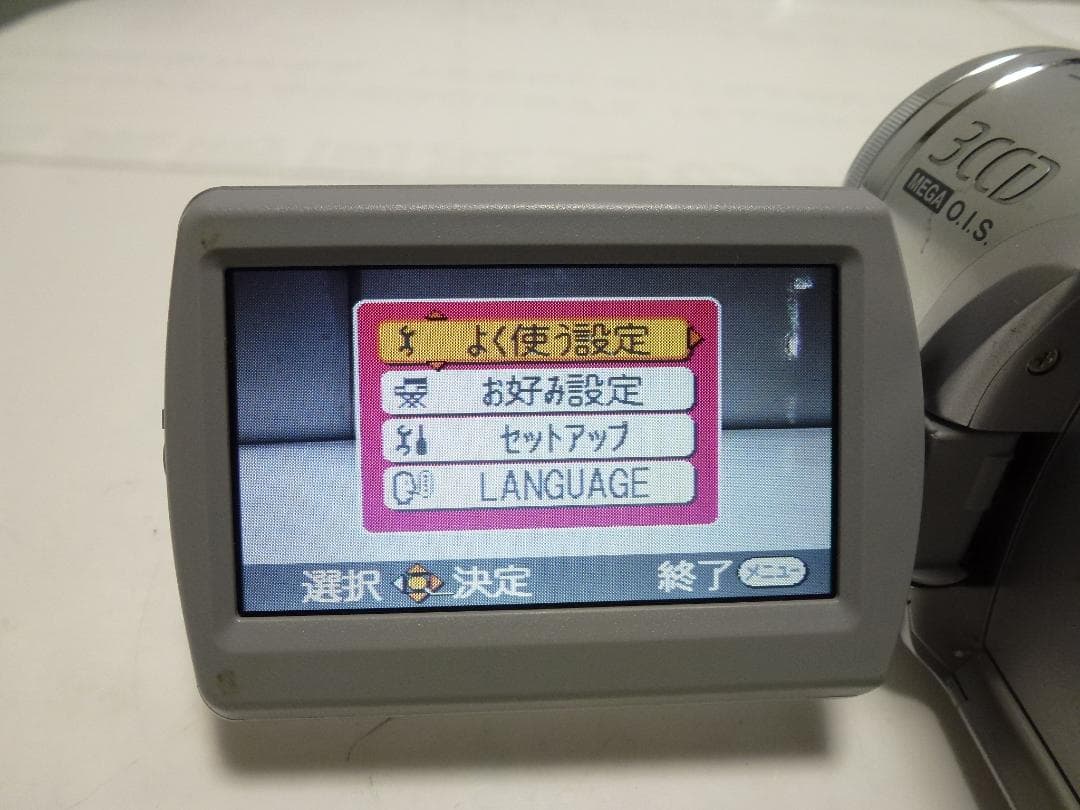 3CCD
MEGA O.I.S.
よく使う設定
お好み設定
セットアップ
LANGUAGE
選択 決定 終了 メニュー